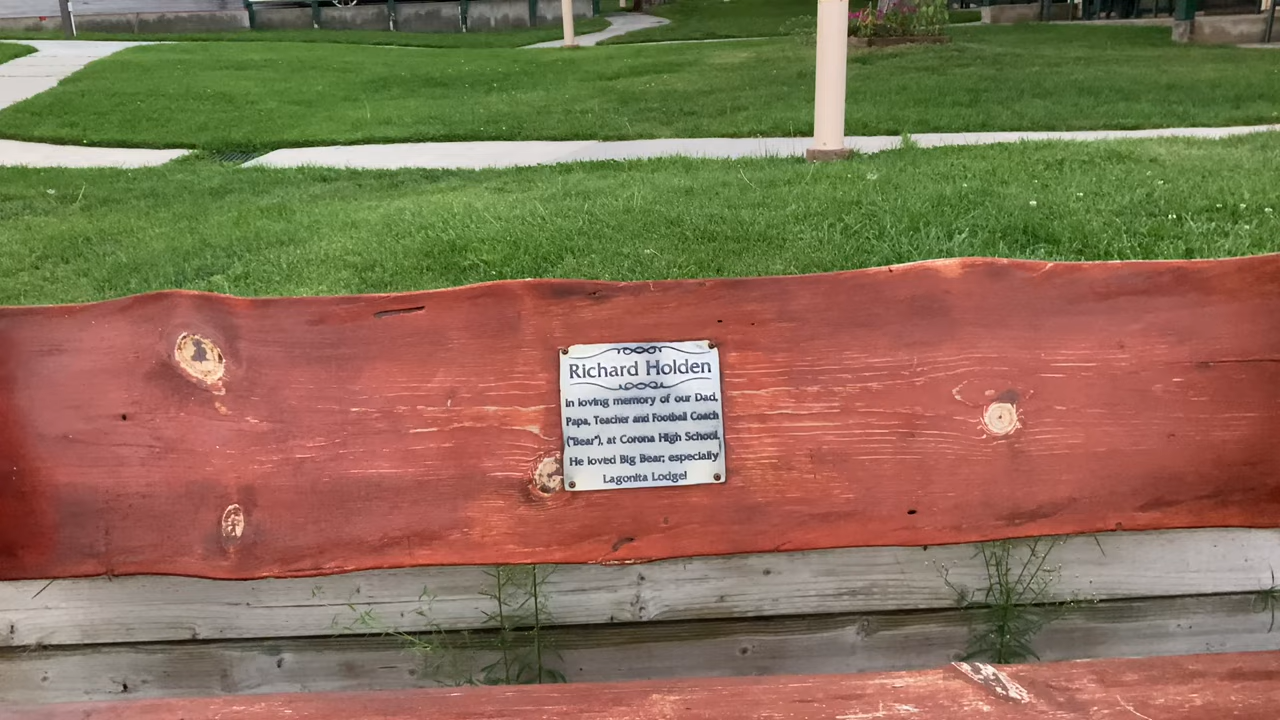 Richard Holden
In loving memory of our Dad,
Papa, Teacher and Football Coach
("Bear"), at Corona High School.
He loved Big Bear; especially
Lagonita Lodge!